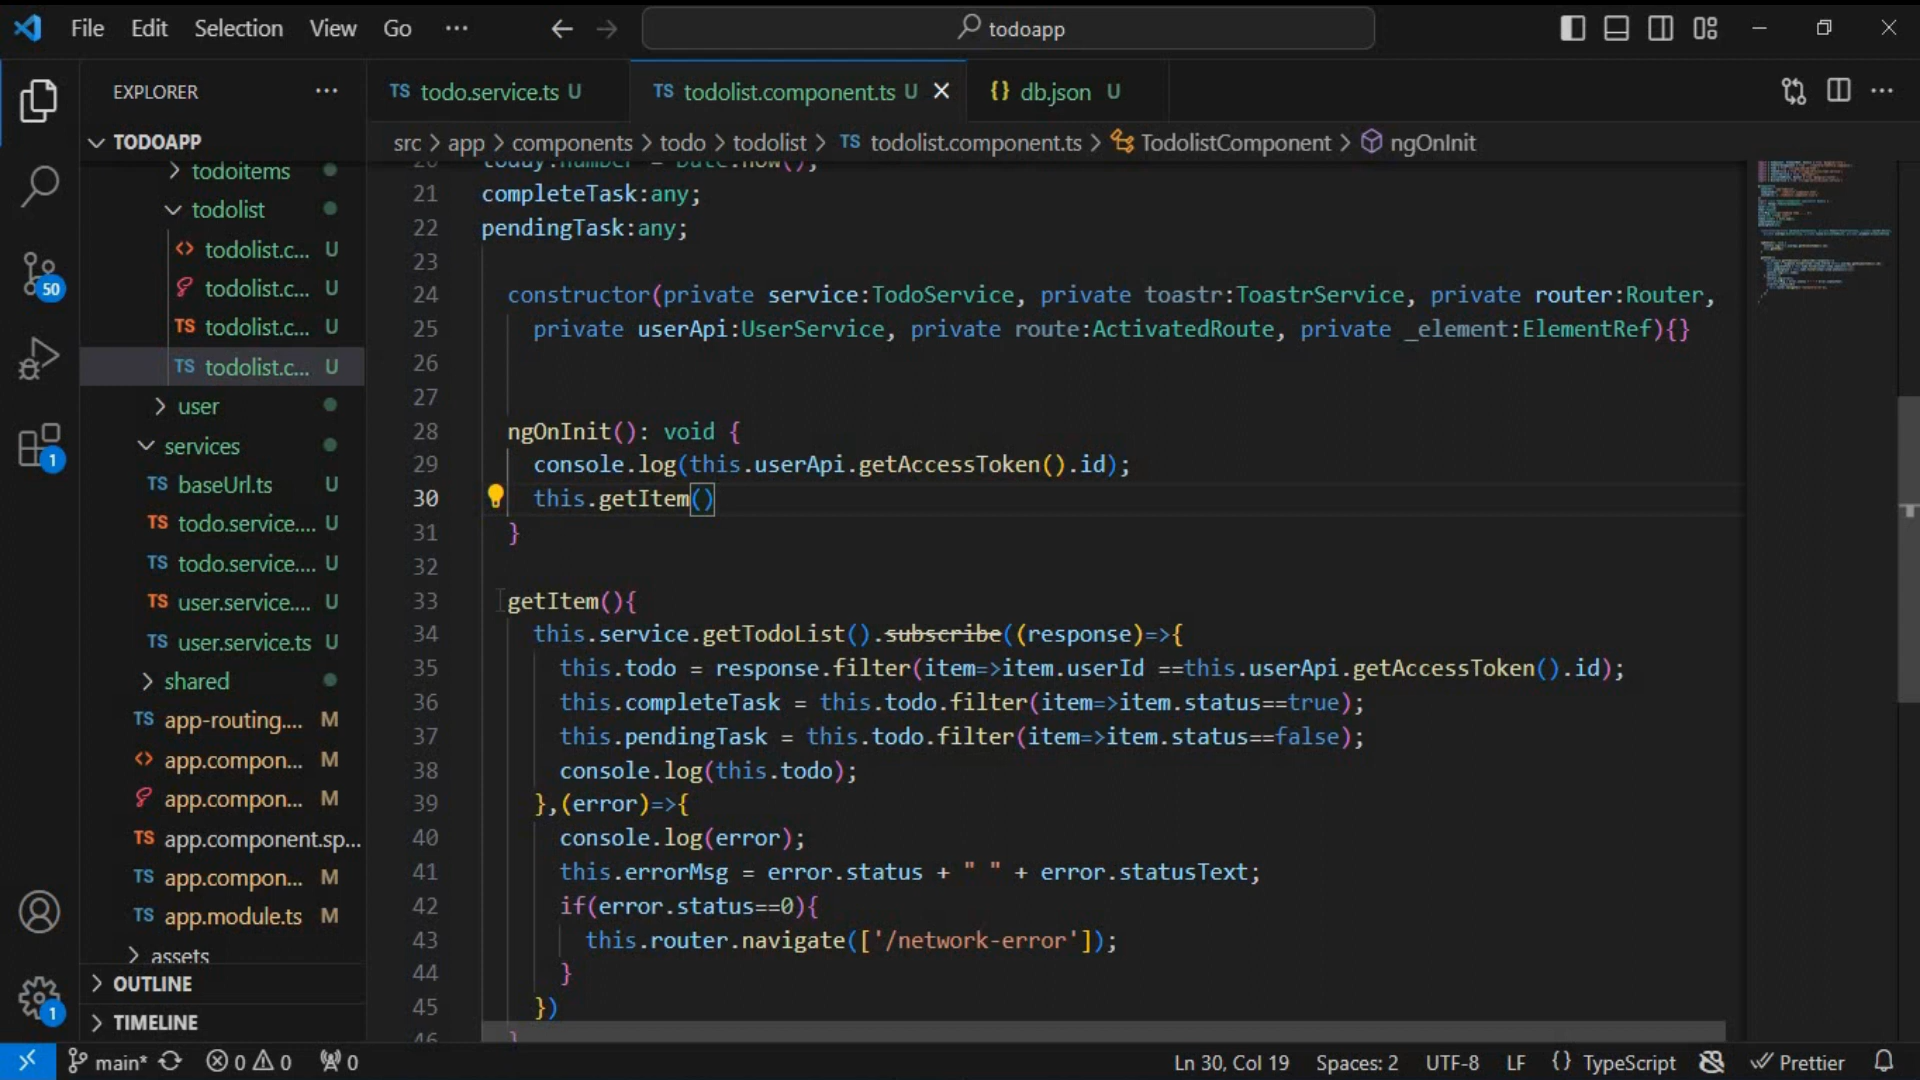 File Edit Selection View Go ··· todoapp
EXPLORER ···
TS todo.service.ts U
TS todolist.component.ts U
{} db.json U
TODOAPP
src > app > components > todo > todolist > TS todolist.component.ts > TodolistComponent > ngOnInit
todoitems
todolist
<> todolist.c... U
todolist.c... U
TS todolist.c... U
TS todolist.c... U
user
services
TS baseUrl.ts U
TS todo.service.... U
TS todo.service.... U
TS user.service.... U
TS user.service.ts U
shared
TS app-routing.... M
<> app.compon... M
app.compon... M
TS app.component.sp...
TS app.compon... M
TS app.module.ts M
assets
OUTLINE
TIMELINE
50
1
1
20 today:number = Date.now();
21 completeTask:any;
22 pendingTask:any;
23
24 constructor(private service:TodoService, private toastr:ToastrService, private router:Router,
25 private userApi:UserService, private route:ActivatedRoute, private _element:ElementRef){}
26
27
28 ngOnInit(): void {
29 console.log(this.userApi.getAccessToken().id);
30 this.getItem()
31 }
32
33 getItem(){
34 this.service.getTodoList().subscribe((response)=>{
35 this.todo = response.filter(item=>item.userId ==this.userApi.getAccessToken().id);
36 this.completeTask = this.todo.filter(item=>item.status==true);
37 this.pendingTask = this.todo.filter(item=>item.status==false);
38 console.log(this.todo);
39 },(error)=>{
40 console.log(error);
41 this.errorMsg = error.status + " " + error.statusText;
42 if(error.status==0){
43 this.router.navigate(['/network-error']);
44 }
45 })
46 }
main* 0 0 0 Ln 30, Col 19 Spaces: 2 UTF-8 LF {} TypeScript Prettier